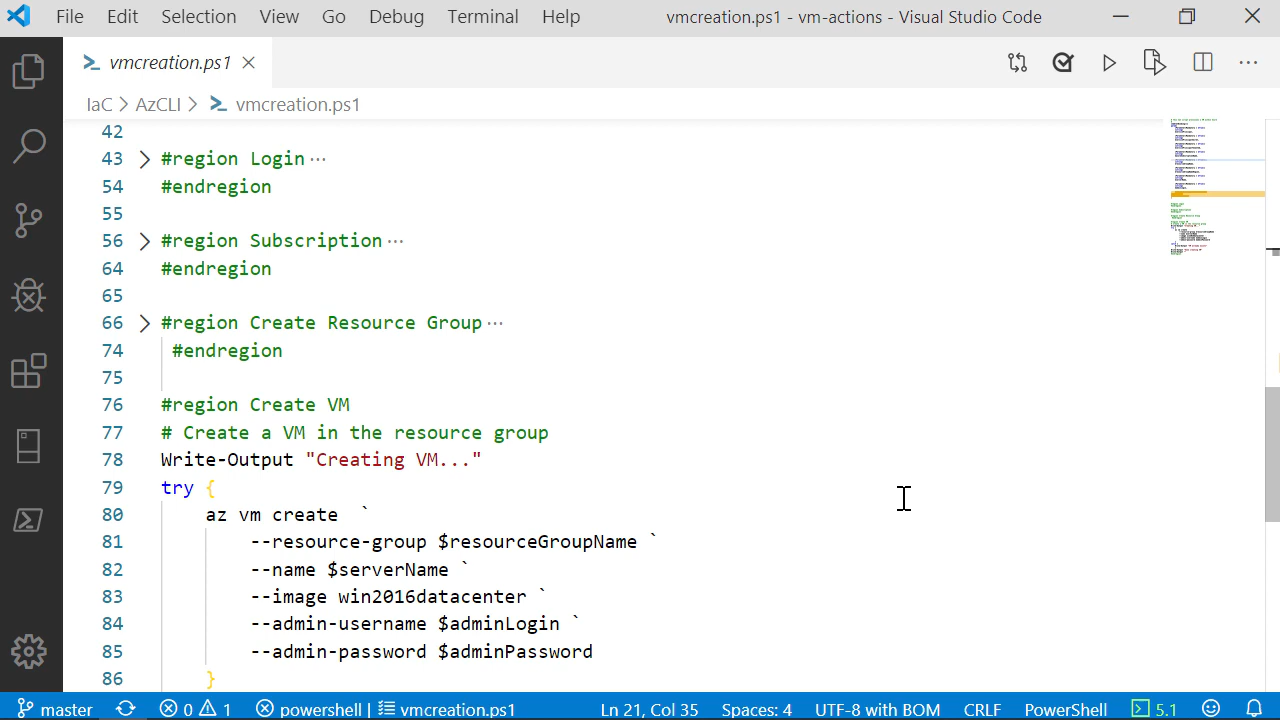 File Edit Selection View Go Debug Terminal Help vmcreation.ps1 - vm-actions - Visual Studio Code
vmcreation.ps1
IaC > AzCLI > vmcreation.ps1
42
43 #region Login···
54 #endregion
55
56 #region Subscription···
64 #endregion
65
66 #region Create Resource Group···
74 #endregion
75
76 #region Create VM
77 # Create a VM in the resource group
78 Write-Output "Creating VM..."
79 try {
80 az vm create `
81 --resource-group $resourceGroupName `
82 --name $serverName `
83 --image win2016datacenter `
84 --admin-username $adminLogin `
85 --admin-password $adminPassword
86 }
master 0 1 powershell | vmcreation.ps1 Ln 21, Col 35 Spaces: 4 UTF-8 with BOM CRLF PowerShell 5.1